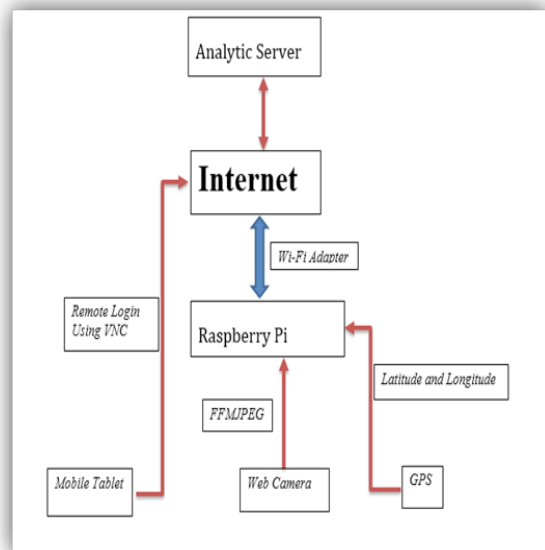 Analytic Server
Internet
Wi-Fi Adapter
Remote Login
Using VNC
Raspberry Pi
Latitude and Longitude
FFMJPEG
Mobile Tablet
Web Camera
GPS